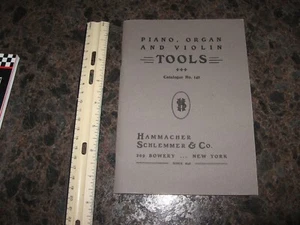 PIANO, ORGAN
AND VIOLIN
TOOLS
Catalogue No.
HAMMACHER
SCHLEMMER & CO.
BOWERY ... NEW YORK